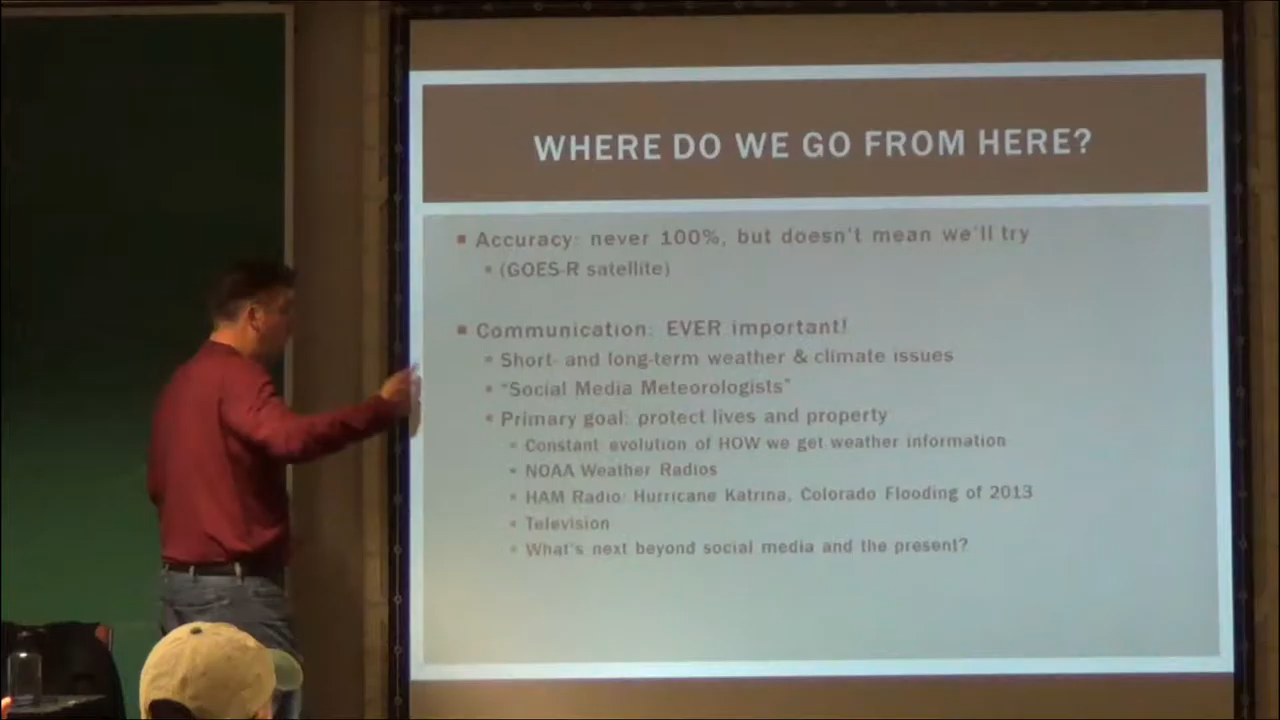 WHERE DO WE GO FROM HERE?
Accuracy: never 100%, but doesn't mean we'll try
(GOES-R satellite)
Communication: EVER important!
Short- and long-term weather & climate issues
"Social Media Meteorologists"
Primary goal: protect lives and property
Constant evolution of HOW we get weather information
NOAA Weather Radios
HAM Radio: Hurricane Katrina, Colorado Flooding of 2013
Television
What's next beyond social media and the present?